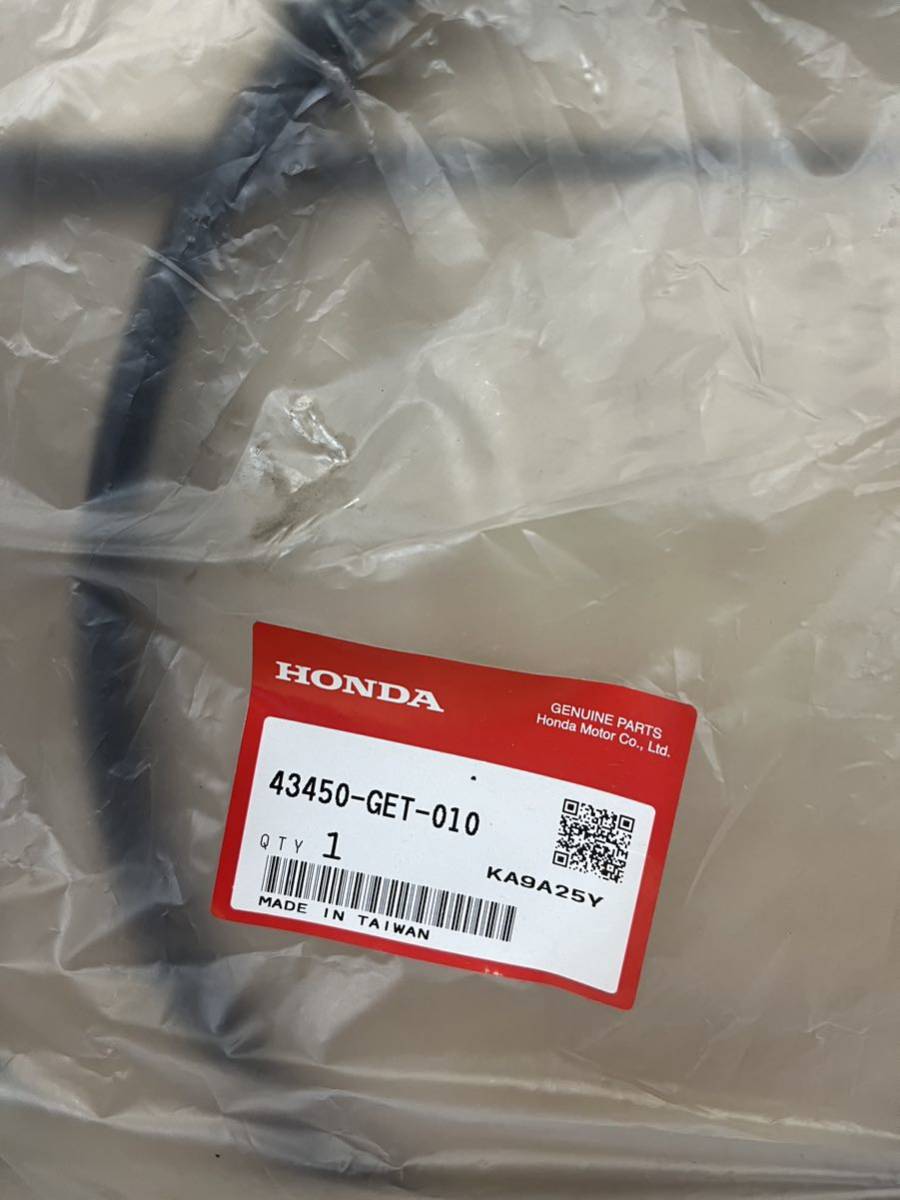 HONDA
GENUINE PARTS
Honda Motor Co., Ltd.
43450-GET-010
QTY 1
KA9A25Y
MADE IN TAIWAN